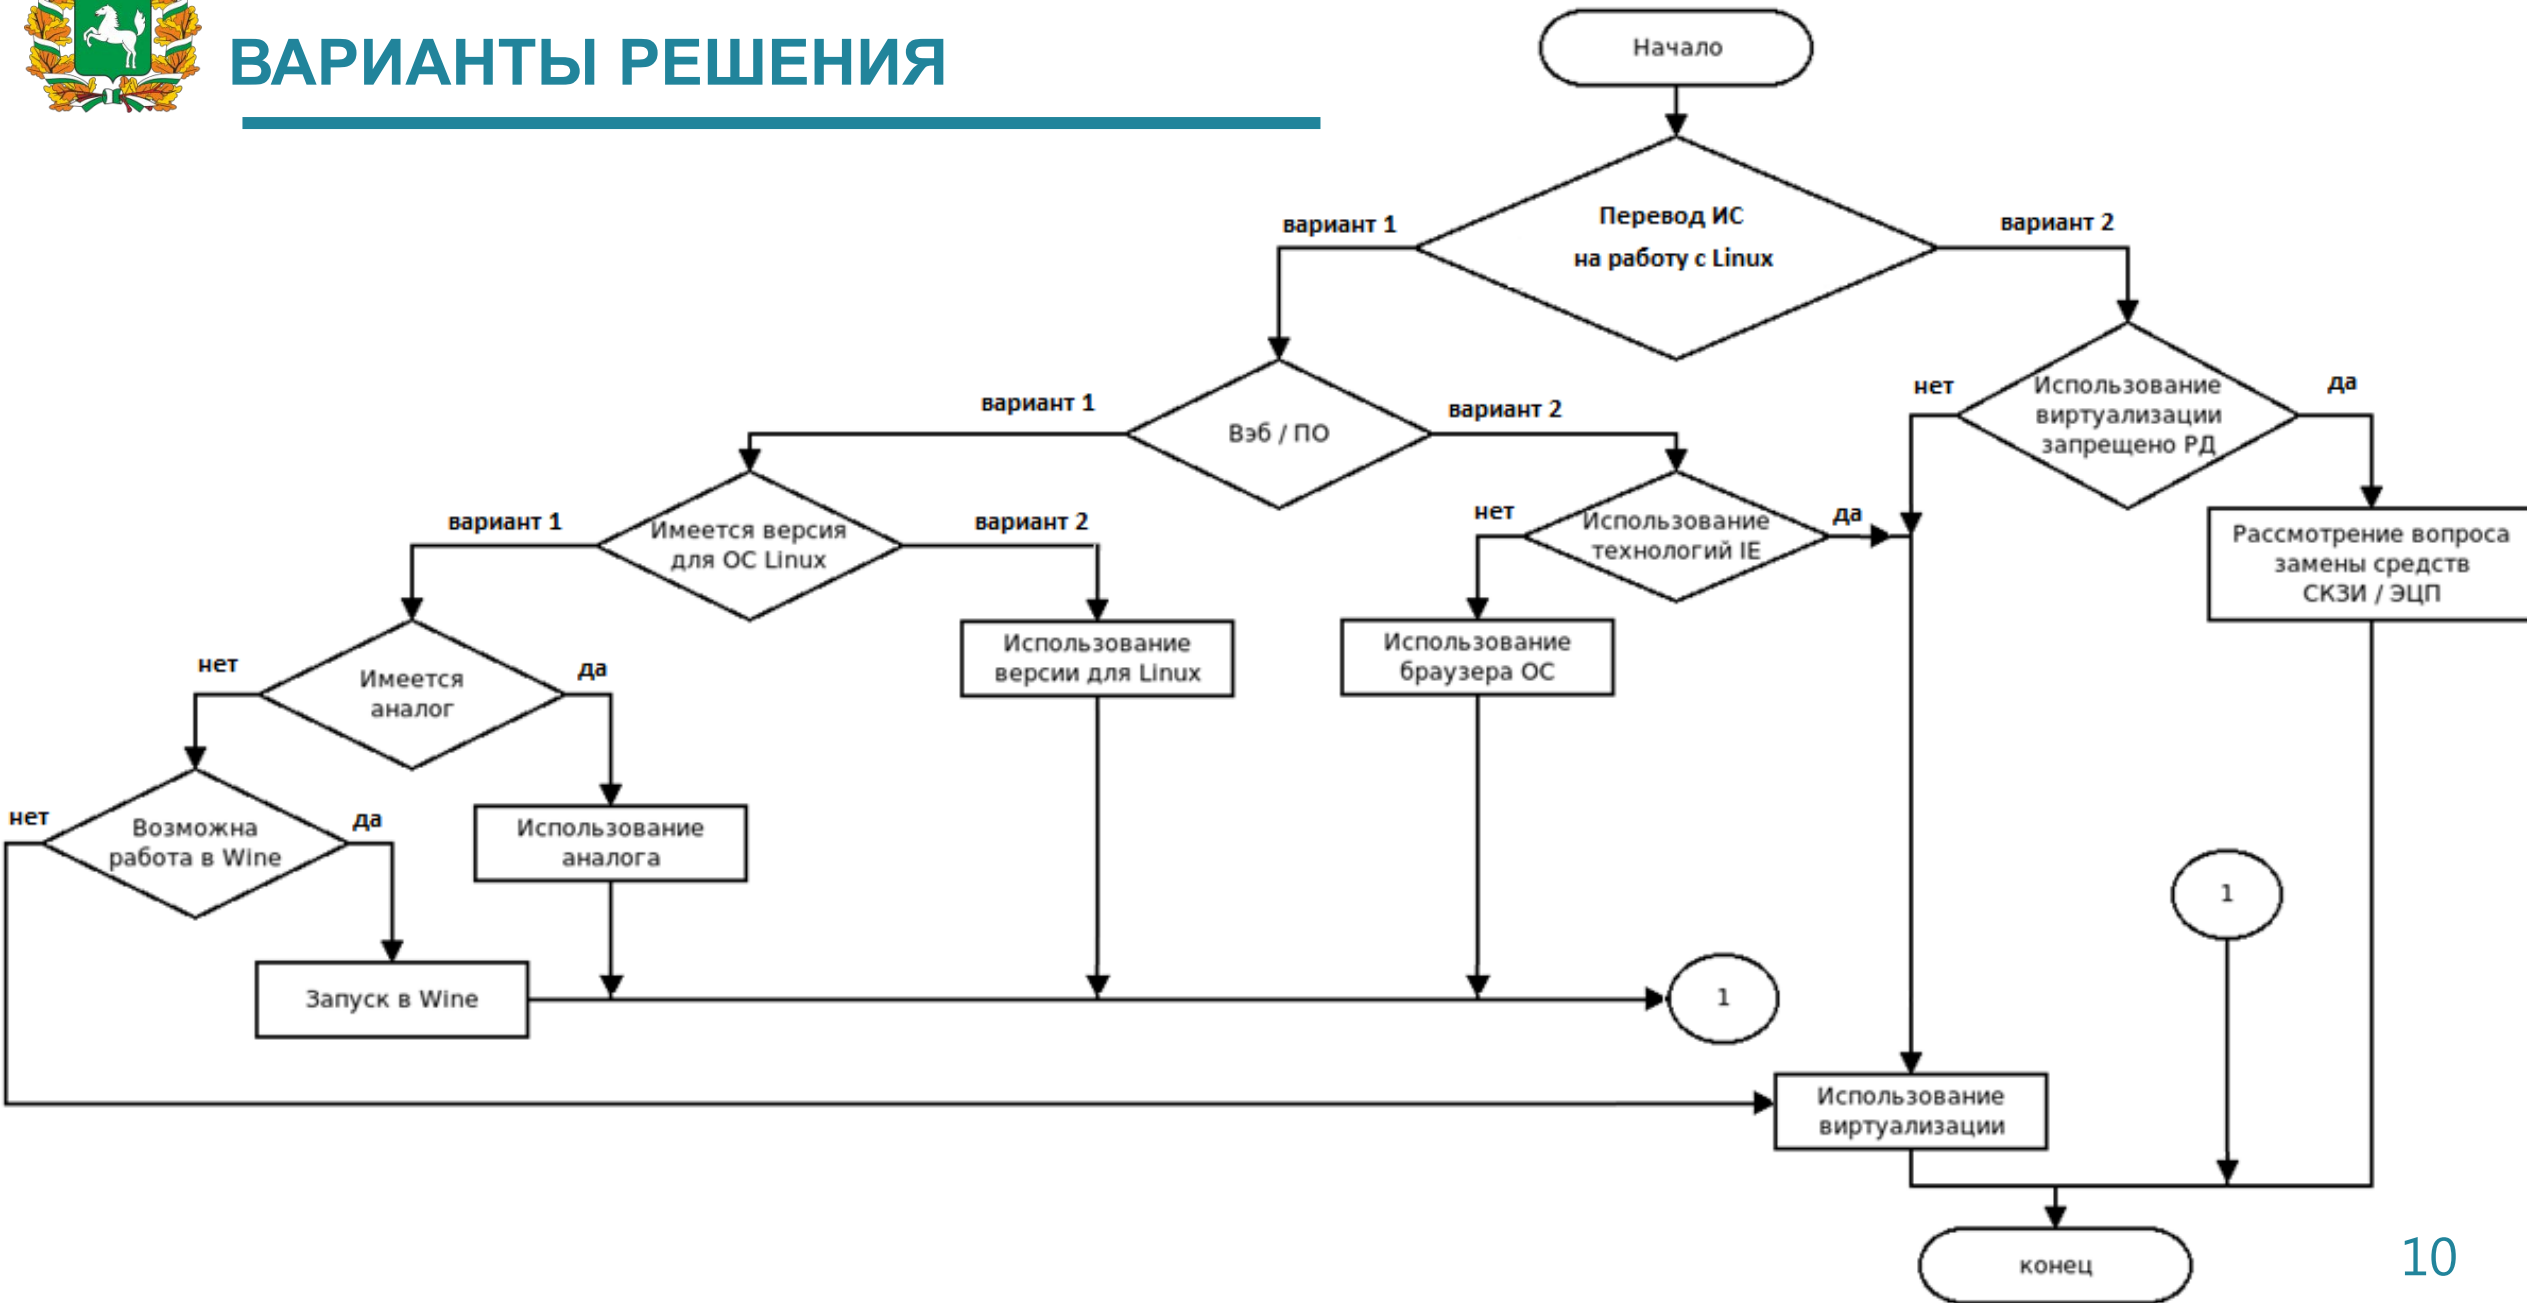 ВАРИАНТЫ РЕШЕНИЯ
Начало
Перевод ИС
на работу с Linux
вариант 1
вариант 2
Вэб / ПО
вариант 1
вариант 2
Использование
виртуализации
запрещено РД
нет
да
Имеется версия
для ОС Linux
вариант 1
вариант 2
Использование
технологий IE
нет
да
Рассмотрение вопроса
замены средств
СКЗИ / ЭЦП
Имеется
аналог
нет
да
Использование
версии для Linux
Использование
браузера ОС
Возможна
работа в Wine
нет
да
Использование
аналога
1
Запуск в Wine
1
Использование
виртуализации
конец
10